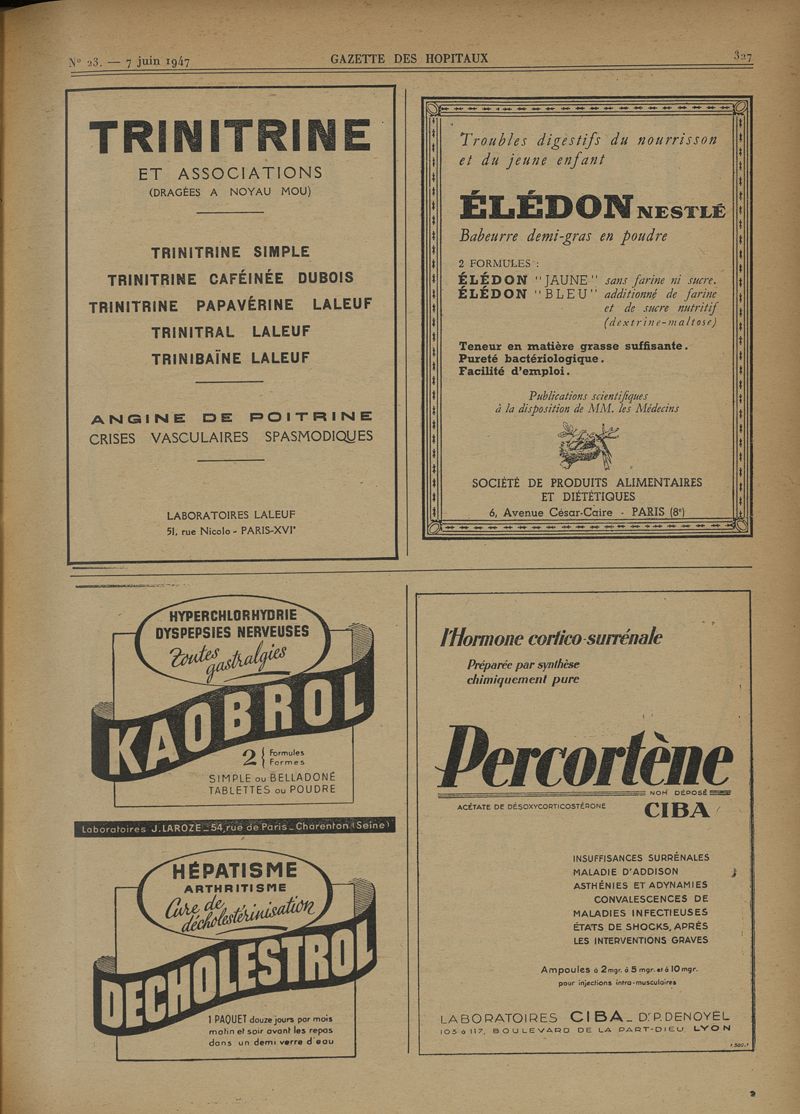 Nº 23. — 7 juin 1947
GAZETTE DES HOPITAUX
327
TRINITRINE
ET ASSOCIATIONS
(DRAGÉES A NOYAU MOU)
TRINITRINE SIMPLE
TRINITRINE CAFÉINÉE DUBOIS
TRINITRINE PAPAVÉRINE LALEUF
TRINITRAL LALEUF
TRINIBAÏNE LALEUF
ANGINE DE POITRINE
CRISES VASCULAIRES SPASMODIQUES
LABORATOIRES LALEUF
51, rue Nicolo - PARIS-XVIᵉ
Troubles digestifs du nourrisson
et du jeune enfant
ÉLÉDON NESTLÉ
Babeurre demi-gras en poudre
2 FORMULES :
ÉLÉDON "JAUNE" sans farine ni sucre.
ÉLÉDON "BLEU" additionné de farine
et de sucre nutritif
(dextrine-maltose)
Teneur en matière grasse suffisante.
Pureté bactériologique.
Facilité d'emploi.
Publications scientifiques
à la disposition de MM. les Médecins
SOCIÉTÉ DE PRODUITS ALIMENTAIRES
ET DIÉTÉTIQUES
6, Avenue César-Caire - PARIS (8ᵉ)
HYPERCHLORHYDRIE
DYSPEPSIES NERVEUSES
Toutes
gastralgies
KAOBROL
2 { Formules
Formes
SIMPLE ou BELLADONÉ
TABLETTES ou POUDRE
Laboratoires J. LAROZE _ 54, rue de Paris _ Charenton (Seine)
HÉPATISME
ARTHRITISME
Cure de
décholestérinisation
DECHOLESTROL
1 PAQUET douze jours par mois
matin et soir avant les repas
dans un demi verre d'eau
l'Hormone cortico-surrénale
Préparée par synthèse
chimiquement pure
Percortène
NOM DÉPOSÉ
ACÉTATE DE DÉSOXYCORTICOSTÉRONE
CIBA
INSUFFISANCES SURRÉNALES
MALADIE D'ADDISON
ASTHÉNIES ET ADYNAMIES
CONVALESCENCES DE
MALADIES INFECTIEUSES
ÉTATS DE SHOCKS, APRÉS
LES INTERVENTIONS GRAVES
Ampoules à 2 mgr. à 5 mgr. et à 10 mgr.
pour injections intra-musculaires
LABORATOIRES CIBA _ Dʳ. P. DENOYEL
105 à 117, BOULEVARD DE LA PART-DIEU, LYON